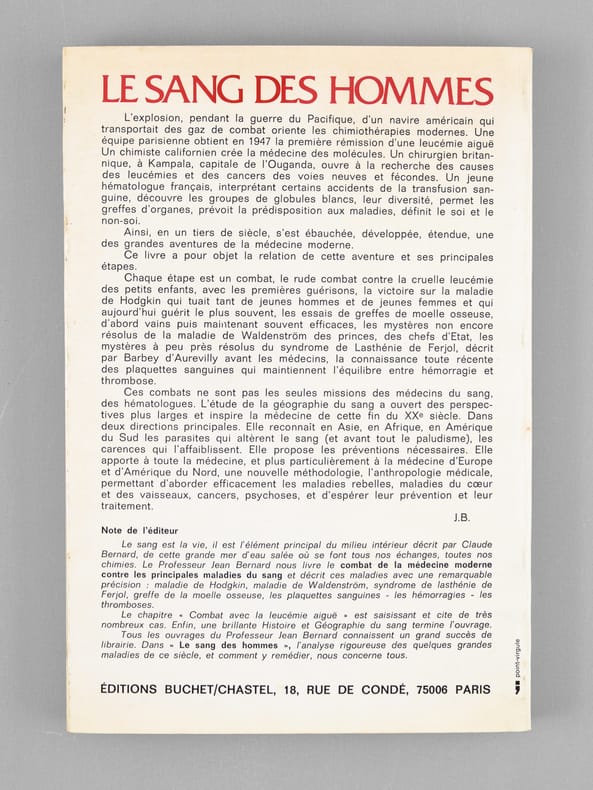 LE SANG DES HOMMES
L'explosion, pendant la guerre du Pacifique, d'un navire américain qui
transportait des gaz de combat oriente les chimiothérapies modernes. Une
équipe parisienne obtient en 1947 la première rémission d'une leucémie aiguë
Un chimiste californien crée la médecine des molécules. Un chirurgien britan-
nique, à Kampala, capitale de l'Ouganda, ouvre à la recherche des causes
des leucémies et des cancers des voies neuves et fécondes. Un jeune
hématologue français, interprétant certains accidents de la transfusion san-
guine, découvre les groupes de globules blancs, leur diversité, permet les
greffes d'organes, prévoit la prédisposition aux maladies, définit le soi et le
non-soi.
Ainsi, en un tiers de siècle, s'est ébauchée, développée, étendue, une
des grandes aventures de la médecine moderne.
Ce livre a pour objet la relation de cette aventure et ses principales
étapes.
Chaque étape est un combat, le rude combat contre la cruelle leucémie
des petits enfants, avec les premières guérisons, la victoire sur la maladie
de Hodgkin qui tuait tant de jeunes hommes et de jeunes femmes et qui
aujourd'hui guérit le plus souvent, les essais de greffes de moelle osseuse,
d'abord vains puis maintenant souvent efficaces, les mystères non encore
résolus de la maladie de Waldenström des princes, des chefs d'Etat, les
mystères à peu près résolus du syndrome de Lasthénie de Ferjol, décrit
par Barbey d'Aurevilly avant les médecins, la connaissance toute récente
des plaquettes sanguines qui maintiennent l'équilibre entre hémorragie et
thrombose.
Ces combats ne sont pas les seules missions des médecins du sang,
des hématologues. L'étude de la géographie du sang a ouvert des perspec-
tives plus larges et inspire la médecine de cette fin du XXe siècle. Dans
deux directions principales. Elle reconnaît en Asie, en Afrique, en Amérique
du Sud les parasites qui altèrent le sang (et avant tout le paludisme), les
carences qui l'affaiblissent. Elle propose les préventions nécessaires. Elle
apporte à toute la médecine, et plus particulièrement à la médecine d'Europe
et d'Amérique du Nord, une nouvelle méthodologie, l'anthropologie médicale,
permettant d'aborder efficacement les maladies rebelles, maladies du cœur
et des vaisseaux, cancers, psychoses, et d'espérer leur prévention et leur
traitement.
J.B.
Note de l'éditeur
Le sang est la vie, il est l'élément principal du milieu intérieur décrit par Claude
Bernard, de cette grande mer d'eau salée où se font tous nos échanges, toutes nos
chimies. Le Professeur Jean Bernard nous livre le combat de la médecine moderne
contre les principales maladies du sang et décrit ces maladies avec une remarquable
précision : maladie de Hodgkin, maladie de Waldenström, syndrome de lasthénie de
Ferjol, greffe de la moelle osseuse, les plaquettes sanguines - les hémorragies - les
thromboses.
Le chapitre « Combat avec la leucémie aiguë » est saisissant et cite de très
nombreux cas. Enfin, une brillante Histoire et Géographie du sang termine l'ouvrage.
Tous les ouvrages du Professeur Jean Bernard connaissent un grand succès de
librairie. Dans « Le sang des hommes », l'analyse rigoureuse des quelques grandes
maladies de ce siècle, et comment y remédier, nous concerne tous.
ÉDITIONS BUCHET/CHASTEL, 18, RUE DE CONDÉ, 75006 PARIS
; point-virgule